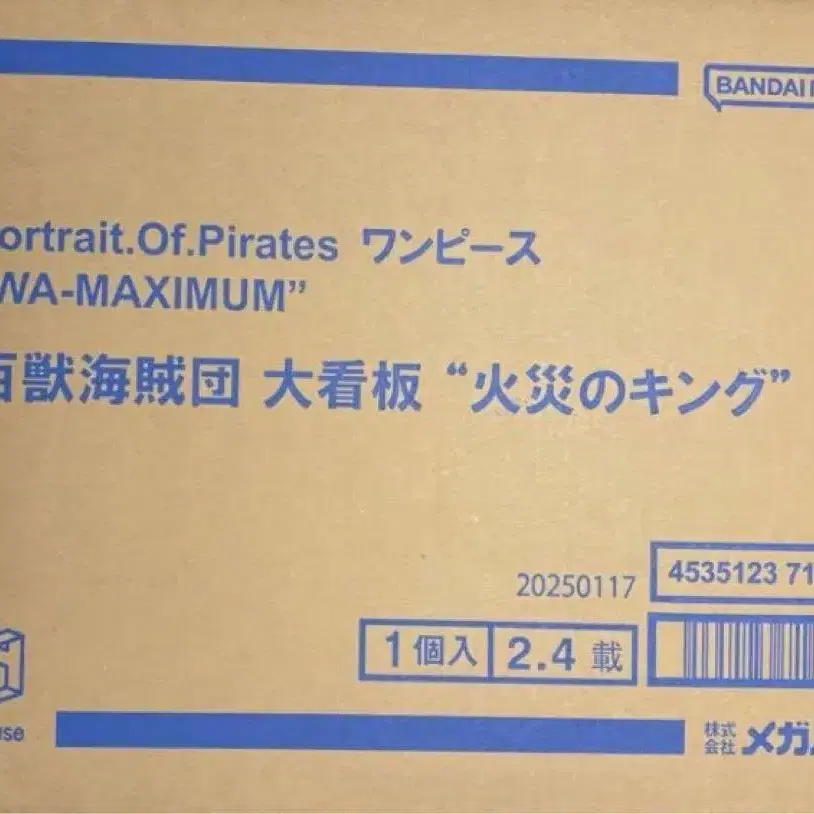 BANDAI
ortrait.Of.Pirates ワンピース
WA-MAXIMUM”
百獣海賊団 大看板 “火災のキング”
20250117
4535123 71
1個入 2.4 載
se
株式会社 メガ